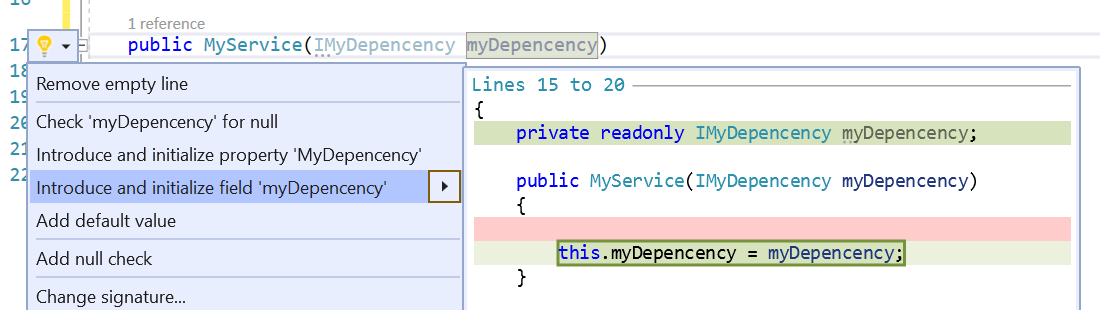 16
1 reference
17 public MyService(IMyDepencency myDepencency)
18
19
20
21
22
Remove empty line
Check 'myDepencency' for null
Introduce and initialize property 'MyDepencency'
Introduce and initialize field 'myDepencency'
Add default value
Add null check
Change signature...
Lines 15 to 20
{
private readonly IMyDepencency myDepencency;
public MyService(IMyDepencency myDepencency)
{
this.myDepencency = myDepencency;
}